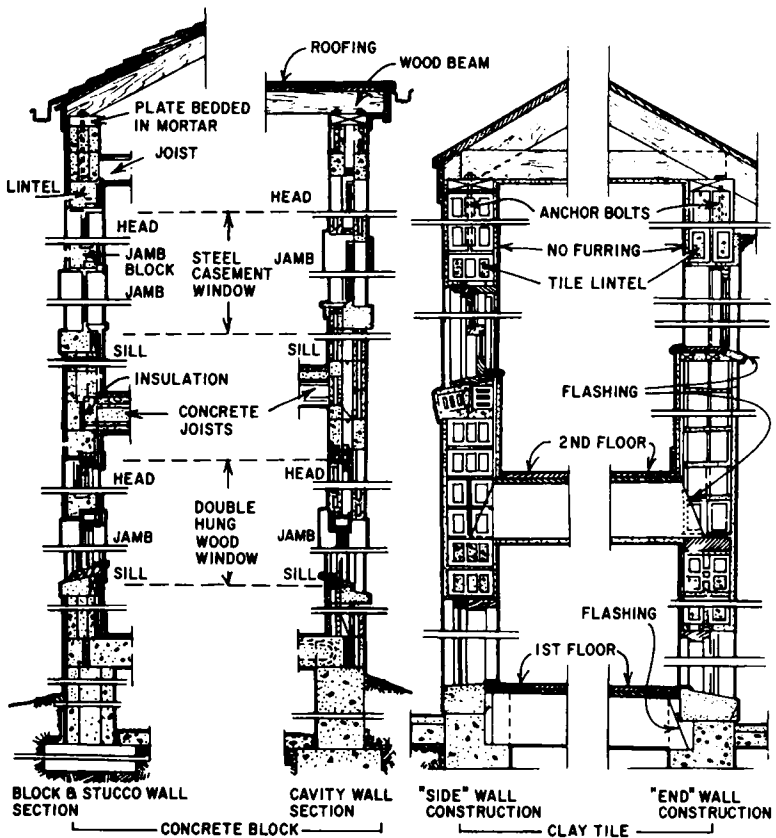 ROOFING
WOOD BEAM
PLATE BEDDED
IN MORTAR
JOIST
LINTEL
HEAD
HEAD
ANCHOR BOLTS
JAMB
BLOCK
STEEL
CASEMENT
WINDOW
JAMB
NO FURRING
JAMB
TILE LINTEL
SILL
SILL
INSULATION
FLASHING
CONCRETE
JOISTS
2ND FLOOR
HEAD
HEAD
DOUBLE
HUNG
WOOD
WINDOW
JAMB
JAMB
SILL
SILL
FLASHING
1ST FLOOR
BLOCK & STUCCO WALL
SECTION
CAVITY WALL
SECTION
"SIDE" WALL
CONSTRUCTION
"END" WALL
CONSTRUCTION
CONCRETE BLOCK
CLAY TILE